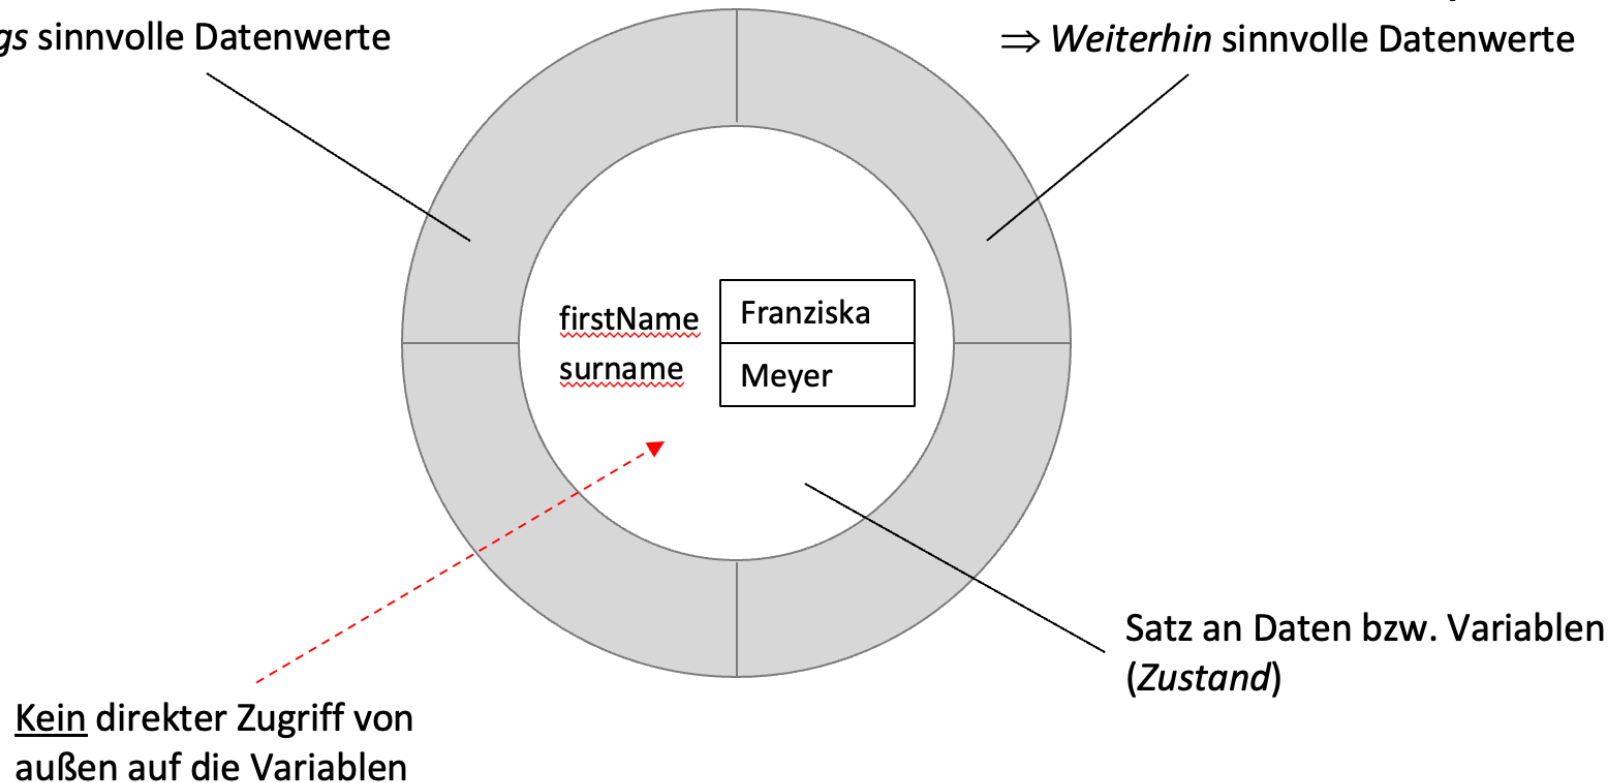 gs sinnvolle Datenwerte
⇒ Weiterhin sinnvolle Datenwerte
firstName
Franziska
surname
Meyer
Satz an Daten bzw. Variablen
(Zustand)
Kein direkter Zugriff von
außen auf die Variablen